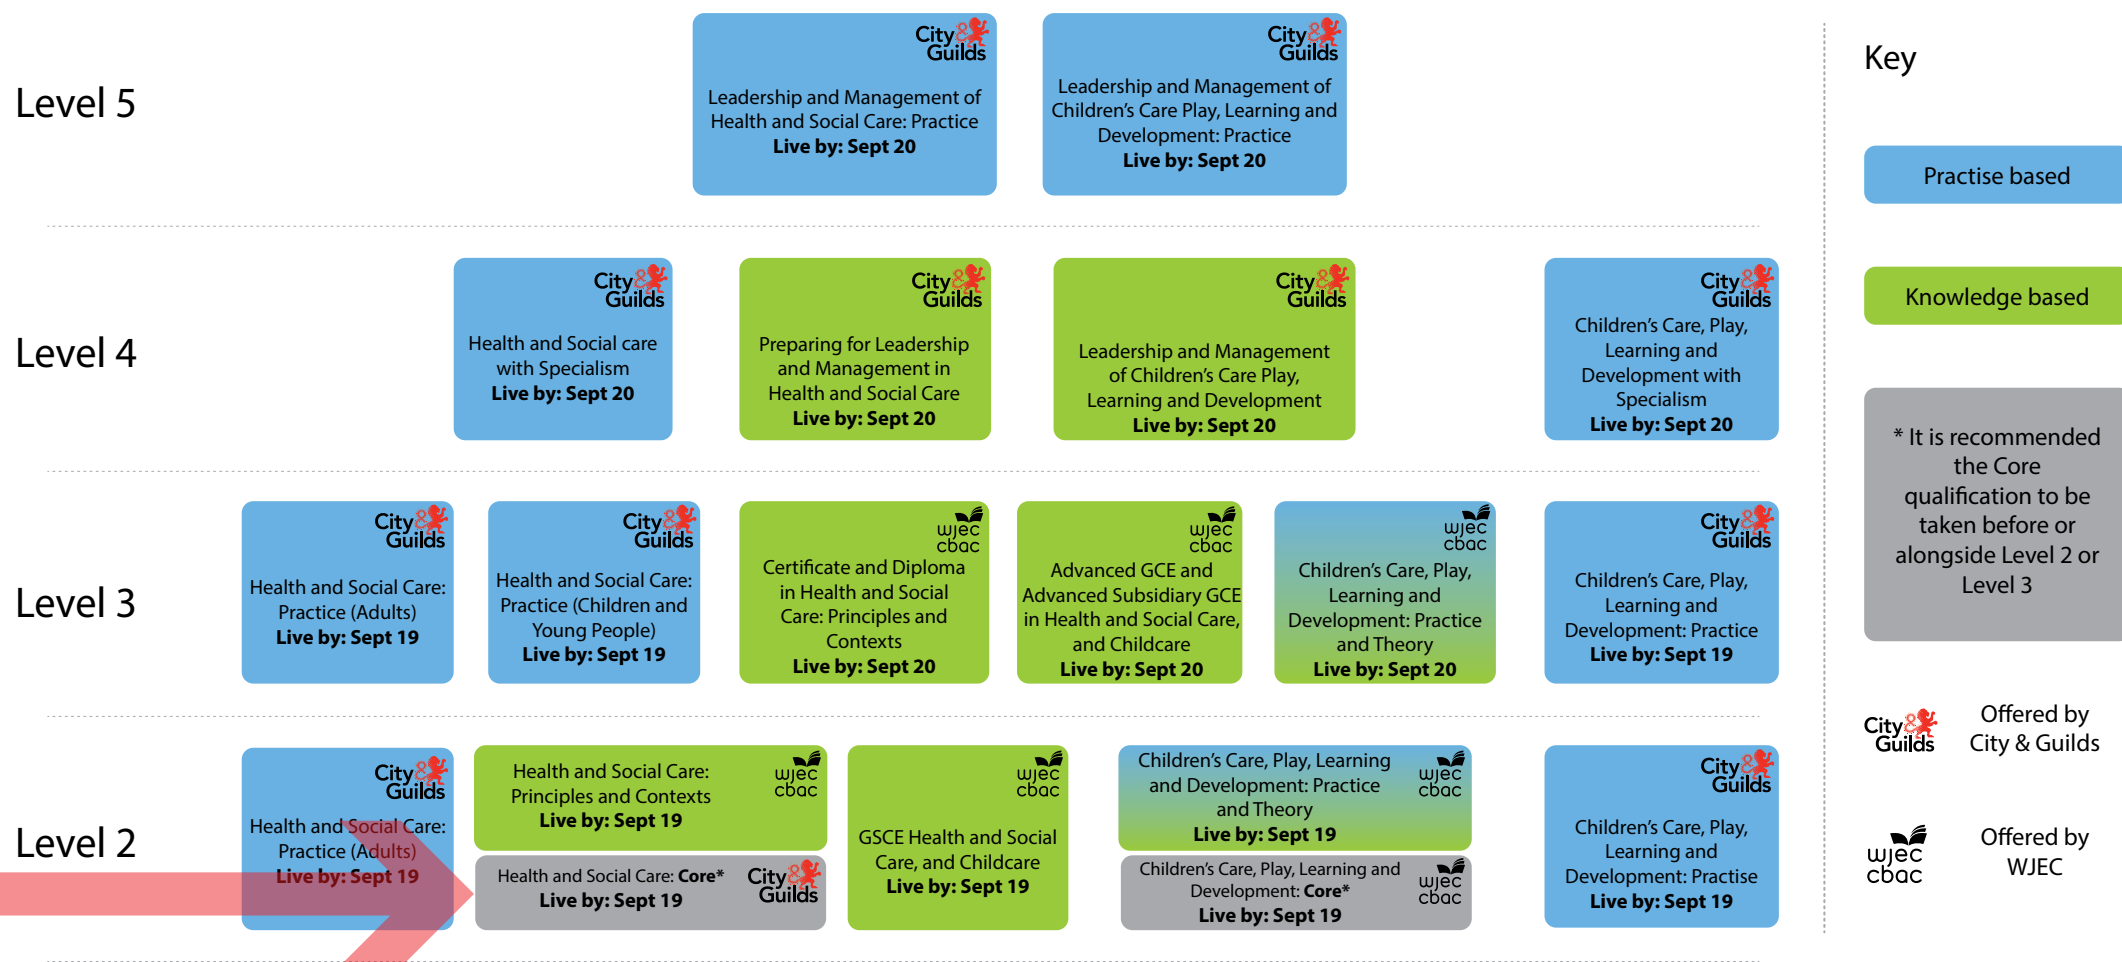 City & Guilds
Leadership and Management of
Health and Social Care: Practice
Live by: Sept 20
City & Guilds
Leadership and Management of
Children's Care Play, Learning and
Development: Practice
Live by: Sept 20
Level 5
City & Guilds
Health and Social care
with Specialism
Live by: Sept 20
City & Guilds
Preparing for Leadership
and Management in
Health and Social Care
Live by: Sept 20
City & Guilds
Leadership and Management
of Children's Care Play,
Learning and Development
Live by: Sept 20
City & Guilds
Children's Care, Play,
Learning and
Development with
Specialism
Live by: Sept 20
Level 4
City & Guilds
Health and Social Care:
Practice (Adults)
Live by: Sept 19
City & Guilds
Health and Social Care:
Practice (Children and
Young People)
Live by: Sept 19
wjec
cbac
Certificate and Diploma
in Health and Social
Care: Principles and
Contexts
Live by: Sept 20
wjec
cbac
Advanced GCE and
Advanced Subsidiary GCE
in Health and Social Care,
and Childcare
Live by: Sept 20
wjec
cbac
Children's Care, Play,
Learning and
Development: Practice
and Theory
Live by: Sept 20
City & Guilds
Children's Care, Play,
Learning and
Development: Practice
Live by: Sept 19
Level 3
City & Guilds
Health and Social Care:
Practice (Adults)
Live by: Sept 19
Health and Social Care:
Principles and Contexts
Live by: Sept 19
wjec
cbac
Health and Social Care: Core*
Live by: Sept 19
City & Guilds
wjec
cbac
GSCE Health and Social
Care, and Childcare
Live by: Sept 19
Children's Care, Play, Learning
and Development: Practice
and Theory
Live by: Sept 19
wjec
cbac
Children's Care, Play, Learning and
Development: Core*
Live by: Sept 19
wjec
cbac
City & Guilds
Children's Care, Play,
Learning and
Development: Practise
Live by: Sept 19
Level 2
Key
Practise based
Knowledge based
* It is recommended
the Core
qualification to be
taken before or
alongside Level 2 or
Level 3
City & Guilds
Offered by
City & Guilds
wjec
cbac
Offered by
WJEC